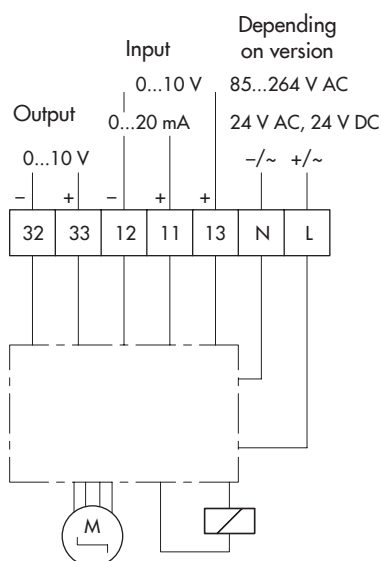 Depending
on version
Input
0...10 V
85...264 V AC
Output
0...20 mA
24 V AC, 24 V DC
0...10 V
−/~ +/~
− + − + +
32 33 12 11 13 N L
M